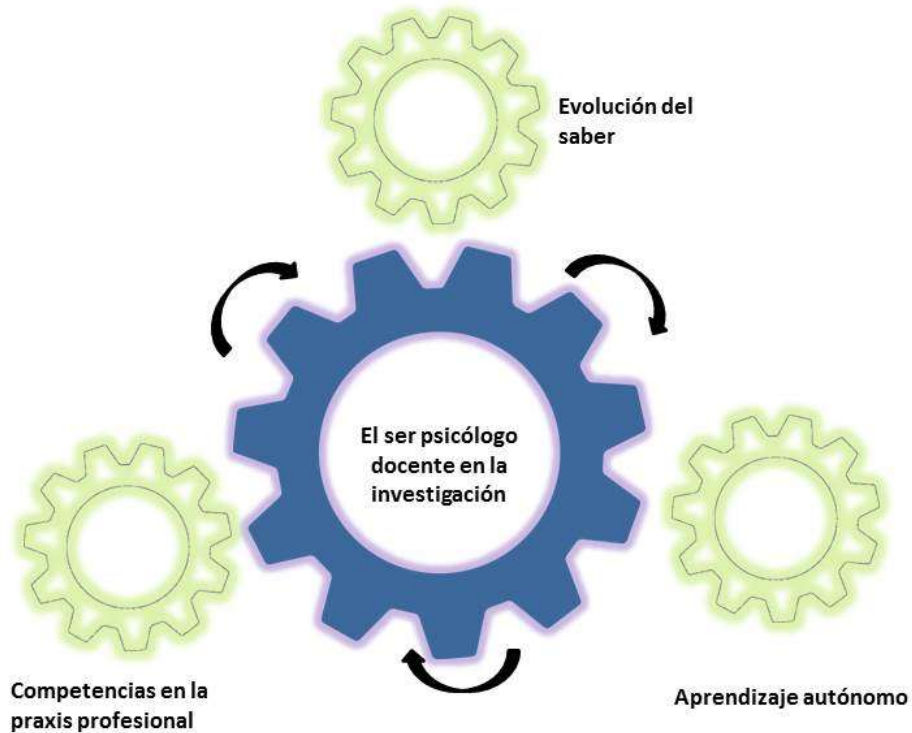 Evolución del
saber
El ser psicólogo
docente en la
investigación
Competencias en la
praxis profesional
Aprendizaje autónomo